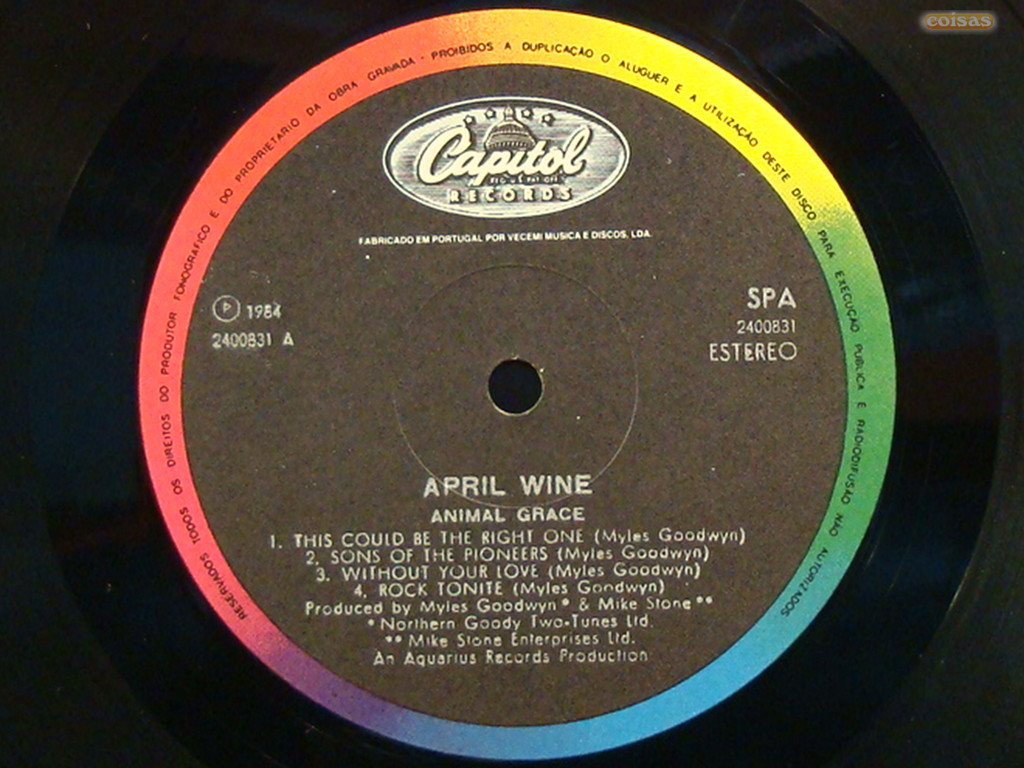 coisas
RESERVADOS TODOS OS DIREITOS DO PRODUTOR FONOGRAFICO E DO PROPRIETARIO DA OBRA GRAVADA - PROIBIDOS A DUPLICAÇÃO O ALUGUER E A UTILIZAÇÃO DESTE DISCO PARA EXECUÇÃO PUBLICA E RADIODIFUSÃO NÃO AUTORIZADOS
Capitol
REG. U.S. PAT. OFF.
RECORDS
FABRICADO EM PORTUGAL POR VECEMI MUSICA E DISCOS, LDA.
℗ 1984
2400831 A
SPA
2400831
ESTEREO
APRIL WINE
ANIMAL GRACE
1. THIS COULD BE THE RIGHT ONE (Myles Goodwyn)
2. SONS OF THE PIONEERS (Myles Goodwyn)
3. WITHOUT YOUR LOVE (Myles Goodwyn)
4. ROCK TONITE (Myles Goodwyn)
Produced by Myles Goodwyn* & Mike Stone**
*Northern Goody Two-Tunes Ltd.
**Mike Stone Enterprises Ltd.
An Aquarius Records Production